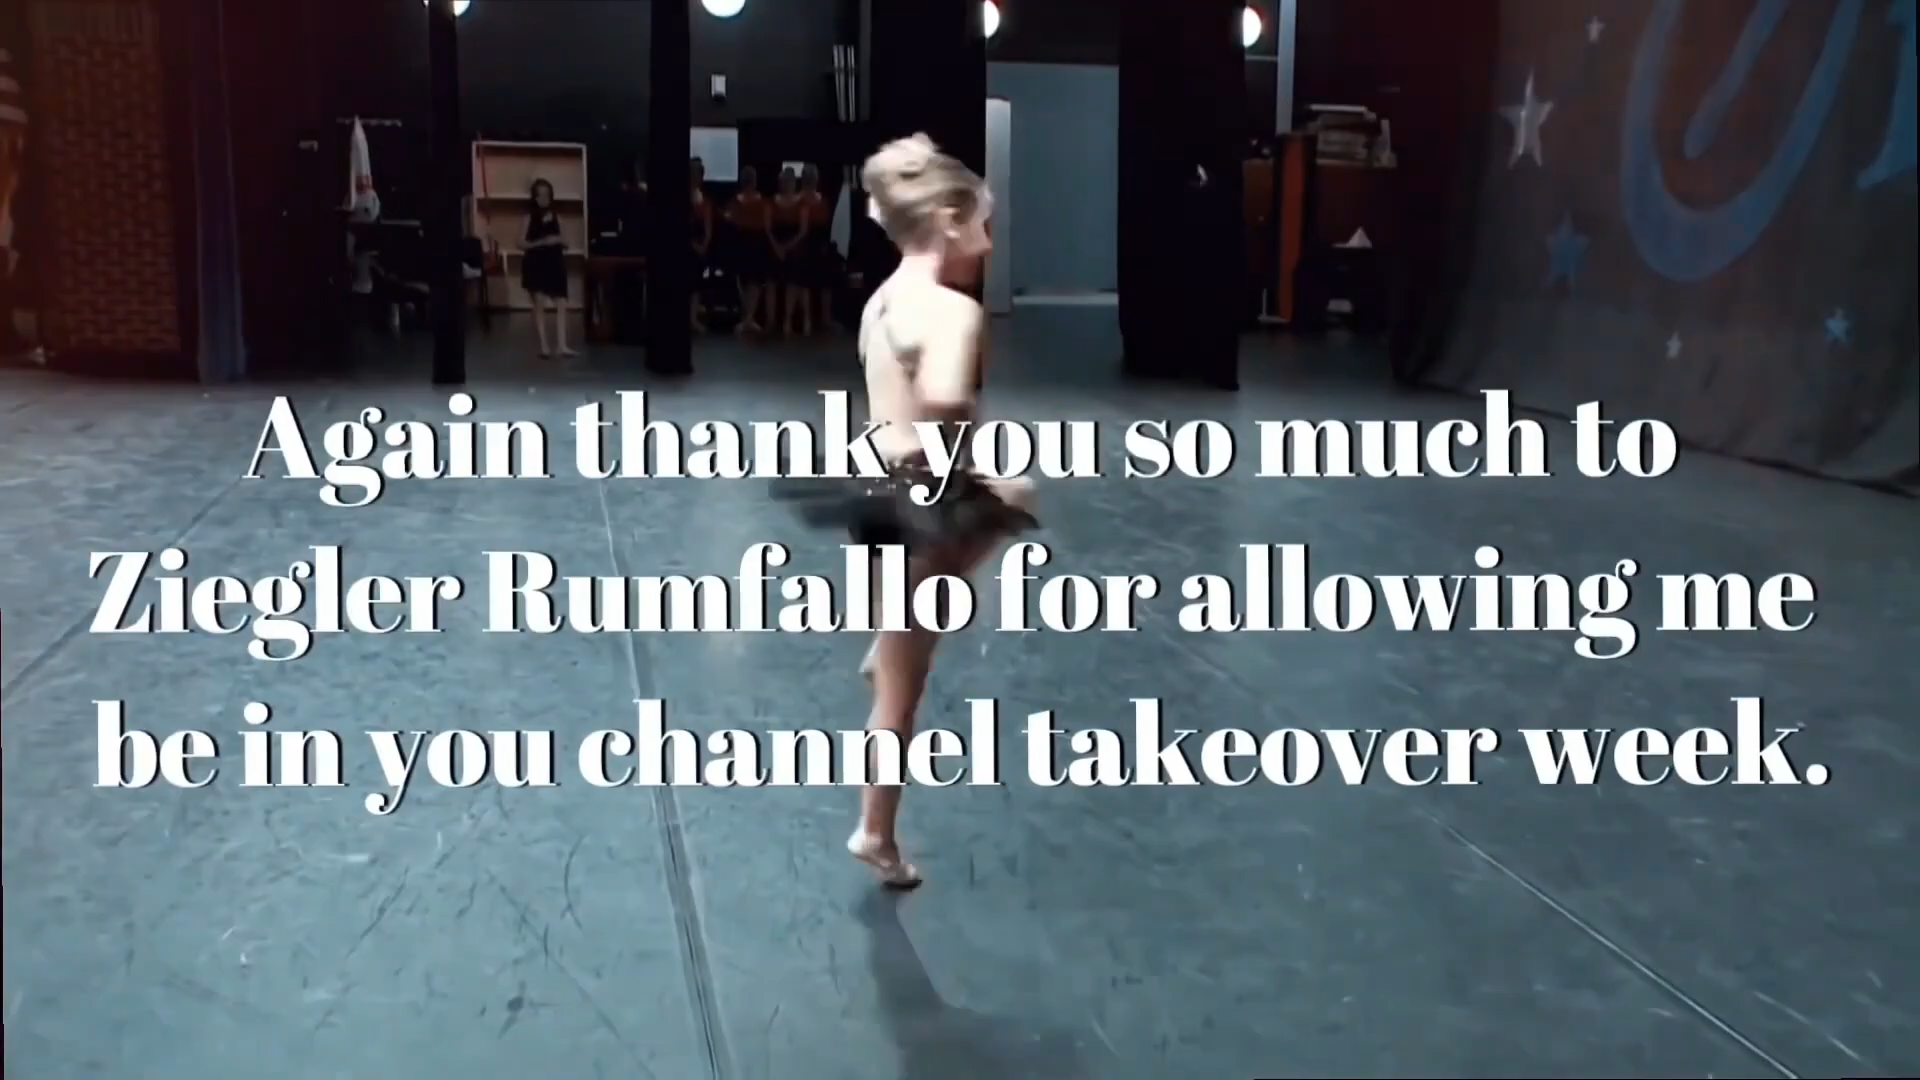 Again thank you so much to
Ziegler Rumfallo for allowing me
be in you channel takeover week.